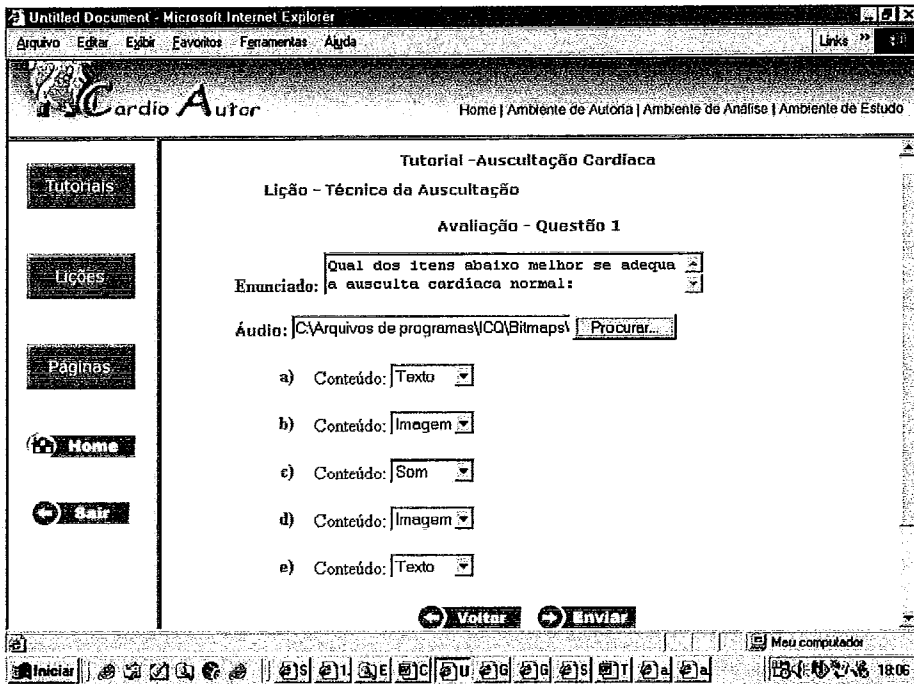 Untitled Document - Microsoft Internet Explorer
Arquivo Editar Exibir Favoritos Ferramentas Ajuda Links »
Cardio Autor
Home | Ambiente de Autoria | Ambiente de Análise | Ambiente de Estudo
Tutorial -Auscultação Cardíaca
Tutoriais
Lição - Técnica da Auscultação
Avaliação - Questão 1
Lições
Enunciado: Qual dos itens abaixo melhor se adequa
a ausculta cardíaca normal:
Áudio: C:\Arquivos de programas\ICQ\Bitmaps\ Procurar...
Páginas
a) Conteúdo: Texto
b) Conteúdo: Imagem
Home
c) Conteúdo: Som
Sair
d) Conteúdo: Imagem
e) Conteúdo: Texto
Voltar Enviar
Meu computador
Iniciar S 1. E C U G G S T a a 18:06